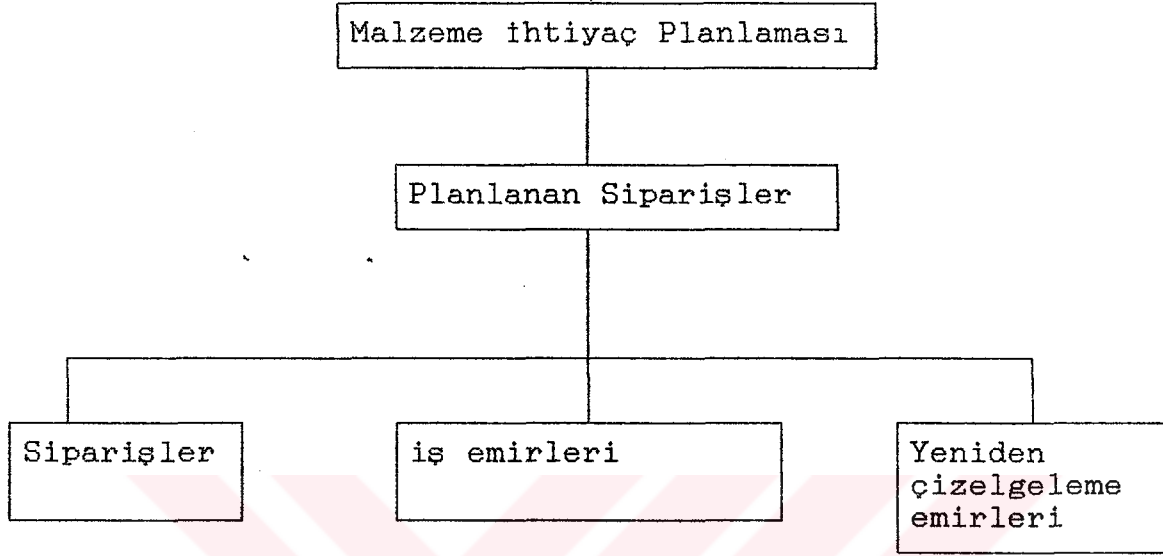 Malzeme ihtiyaç Planlaması
Planlanan Siparişler
Siparişler
iş emirleri
Yeniden
çizelgeleme
emirleri